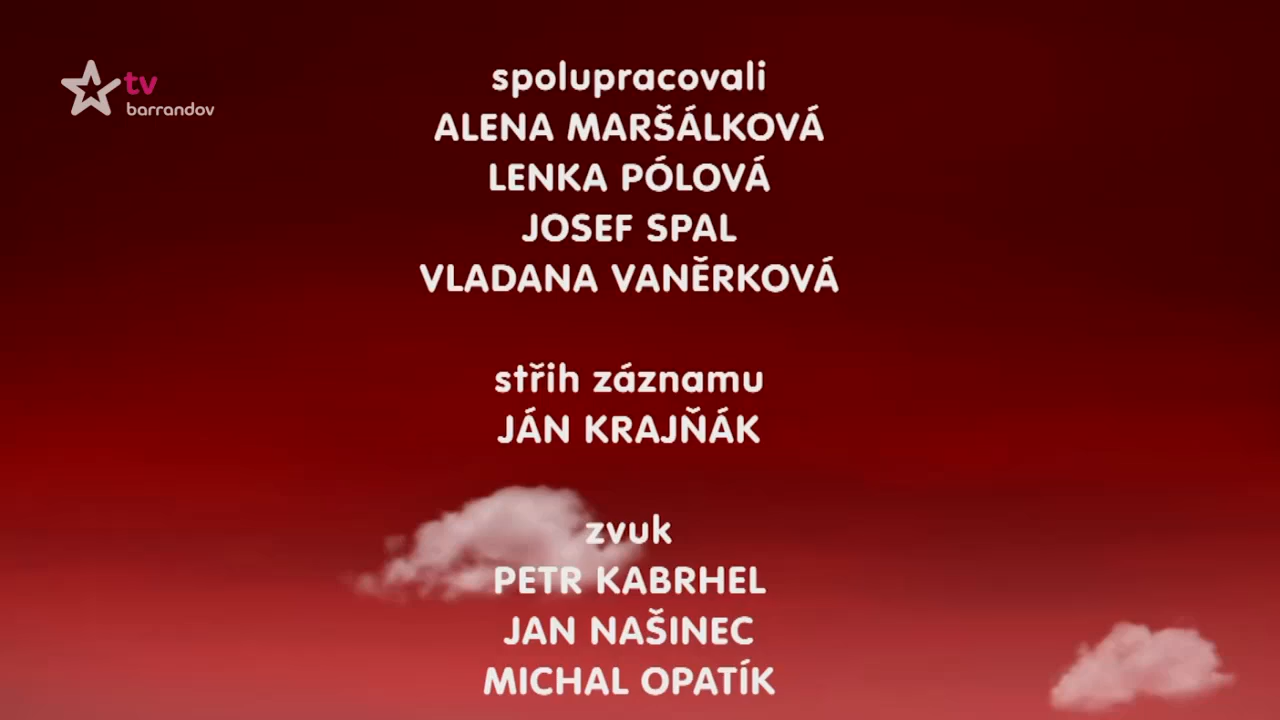 tv
barrandov
spolupracovali
ALENA MARŠÁLKOVÁ
LENKA PÓLOVÁ
JOSEF SPAL
VLADANA VANĚRKOVÁ
střih záznamu
JÁN KRAJŇÁK
zvuk
PETR KABRHEL
JAN NAŠINEC
MICHAL OPATÍK